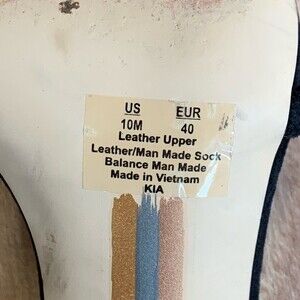 US EUR
10M 40
Leather Upper
Leather/Man Made Sock
Balance Man Made
Made in Vietnam
KIA